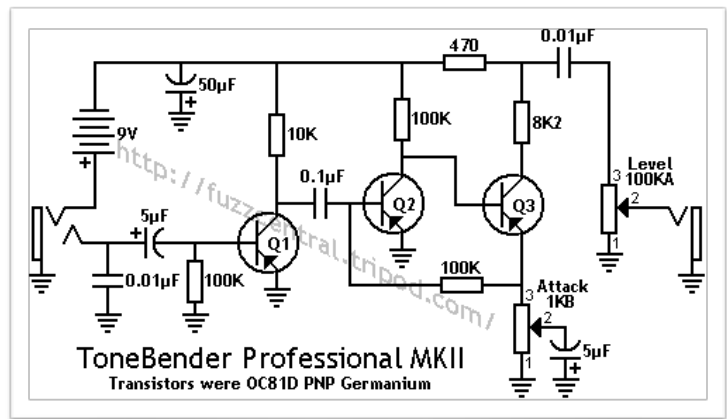 470
0.01µF
50µF
+
9V
+
10K
100K
8K2
http://fuzzcentral.tripod.com/
0.1µF
Level
100KA
3
2
1
5µF
+
Q1
Q2
Q3
0.01µF
100K
100K
Attack
1KB
3
2
1
5µF
+
ToneBender Professional MKII
Transistors were OC81D PNP Germanium